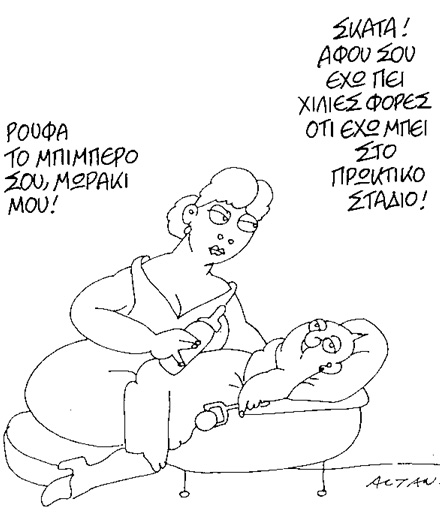 ΡΟΥΦΑ
ΤΟ ΜΠΙΜΠΕΡΟ
ΣΟΥ, ΜΩΡΑΚΙ
ΜΟΥ!
ΣΚΑΤΑ!
ΑΦΟΥ ΣΟΥ
ΕΧΩ ΠΕΙ
ΧΙΛΙΕΣ ΦΟΡΕΣ
ΟΤΙ ΕΧΩ ΜΠΕΙ
ΣΤΟ
ΠΡΩΚΤΙΚΟ
ΣΤΑΔΙΟ!
ALTAN.